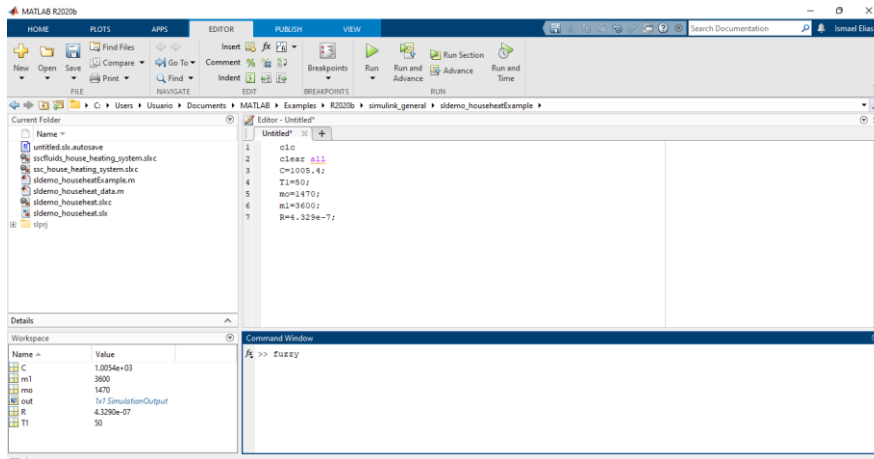 MATLAB R2020b
HOME PLOTS APPS EDITOR PUBLISH VIEW Search Documentation Ismael Elias
New Open Save Find Files Compare Print Go To Find Insert fx Comment % Indent Breakpoints Run Run and Advance Run Section Advance Run and Time
FILE NAVIGATE EDIT BREAKPOINTS RUN
C: Users Usuario Documents MATLAB Examples R2020b simulink_general sldemo_househeatExample
Current Folder
Name
untitled.slx.autosave
sscfluids_house_heating_system.slxc
ssc_house_heating_system.slxc
sldemo_househeatExample.m
sldemo_househeat_data.m
sldemo_househeat.slxc
sldemo_househeat.slx
slprj
Details
Editor - Untitled*
Untitled* × +
1 clc
2 clear all
3 C=1005.4;
4 T1=50;
5 mo=1470;
6 m1=3600;
7 R=4.329e-7;
Workspace
Name Value
C 1.0054e+03
m1 3600
mo 1470
out 1x1 SimulationOutput
R 4.3290e-07
T1 50
Command Window
fx >> fuzzy